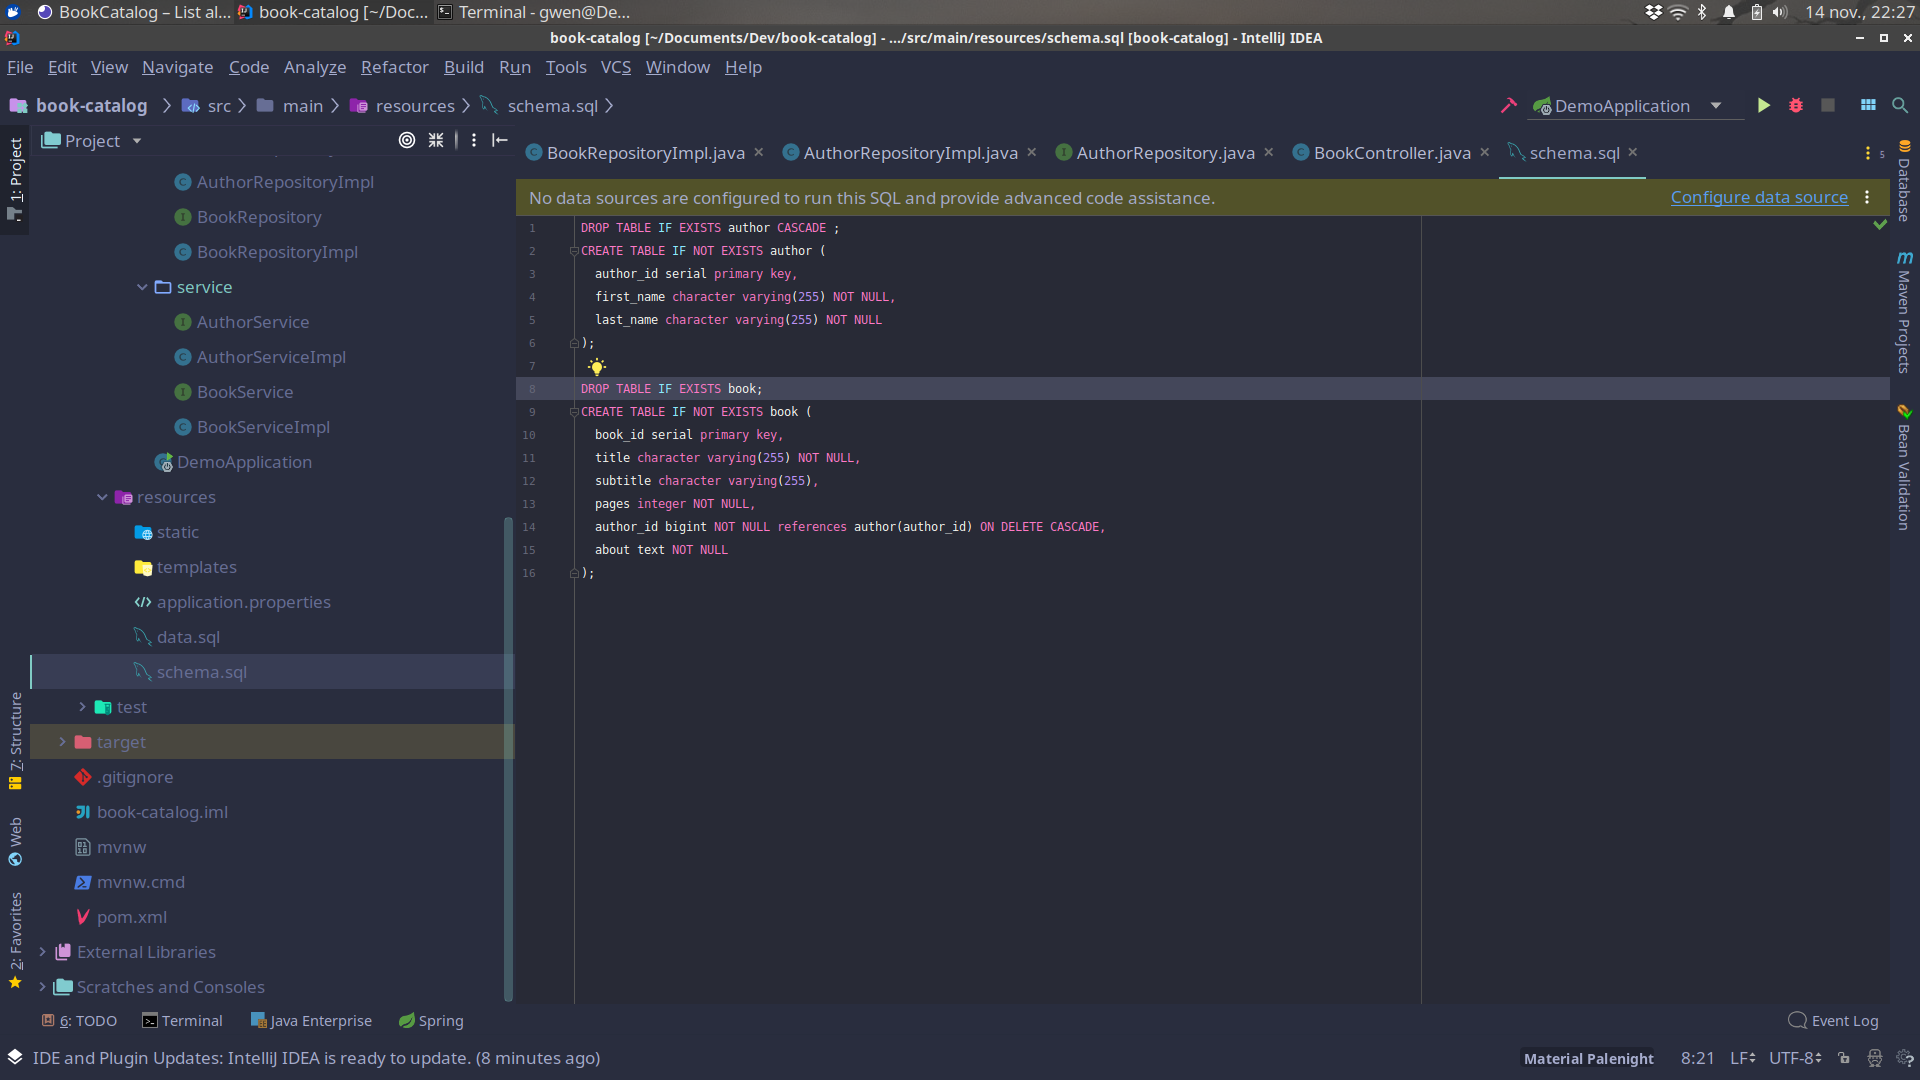 BookCatalog – List al...
book-catalog [~/Doc...
Terminal - gwen@De...
14 nov., 22:27
book-catalog [~/Documents/Dev/book-catalog] - .../src/main/resources/schema.sql [book-catalog] - IntelliJ IDEA
File Edit View Navigate Code Analyze Refactor Build Run Tools VCS Window Help
book-catalog src main resources schema.sql
DemoApplication
1: Project
Project
BookRepositoryImpl.java
AuthorRepositoryImpl.java
AuthorRepository.java
BookController.java
schema.sql
5
No data sources are configured to run this SQL and provide advanced code assistance.
Configure data source
AuthorRepositoryImpl
BookRepository
BookRepositoryImpl
service
AuthorService
AuthorServiceImpl
BookService
BookServiceImpl
DemoApplication
resources
static
templates
application.properties
data.sql
schema.sql
test
target
.gitignore
book-catalog.iml
mvnw
mvnw.cmd
pom.xml
External Libraries
Scratches and Consoles
1 DROP TABLE IF EXISTS author CASCADE ;
2 CREATE TABLE IF NOT EXISTS author (
3 author_id serial primary key,
4 first_name character varying(255) NOT NULL,
5 last_name character varying(255) NOT NULL
6 );
7
8 DROP TABLE IF EXISTS book;
9 CREATE TABLE IF NOT EXISTS book (
10 book_id serial primary key,
11 title character varying(255) NOT NULL,
12 subtitle character varying(255),
13 pages integer NOT NULL,
14 author_id bigint NOT NULL references author(author_id) ON DELETE CASCADE,
15 about text NOT NULL
16 );
Database
Maven Projects
Bean Validation
7: Structure
Web
2: Favorites
6: TODO
Terminal
Java Enterprise
Spring
Event Log
IDE and Plugin Updates: IntelliJ IDEA is ready to update. (8 minutes ago)
Material Palenight
8:21
LF
UTF-8